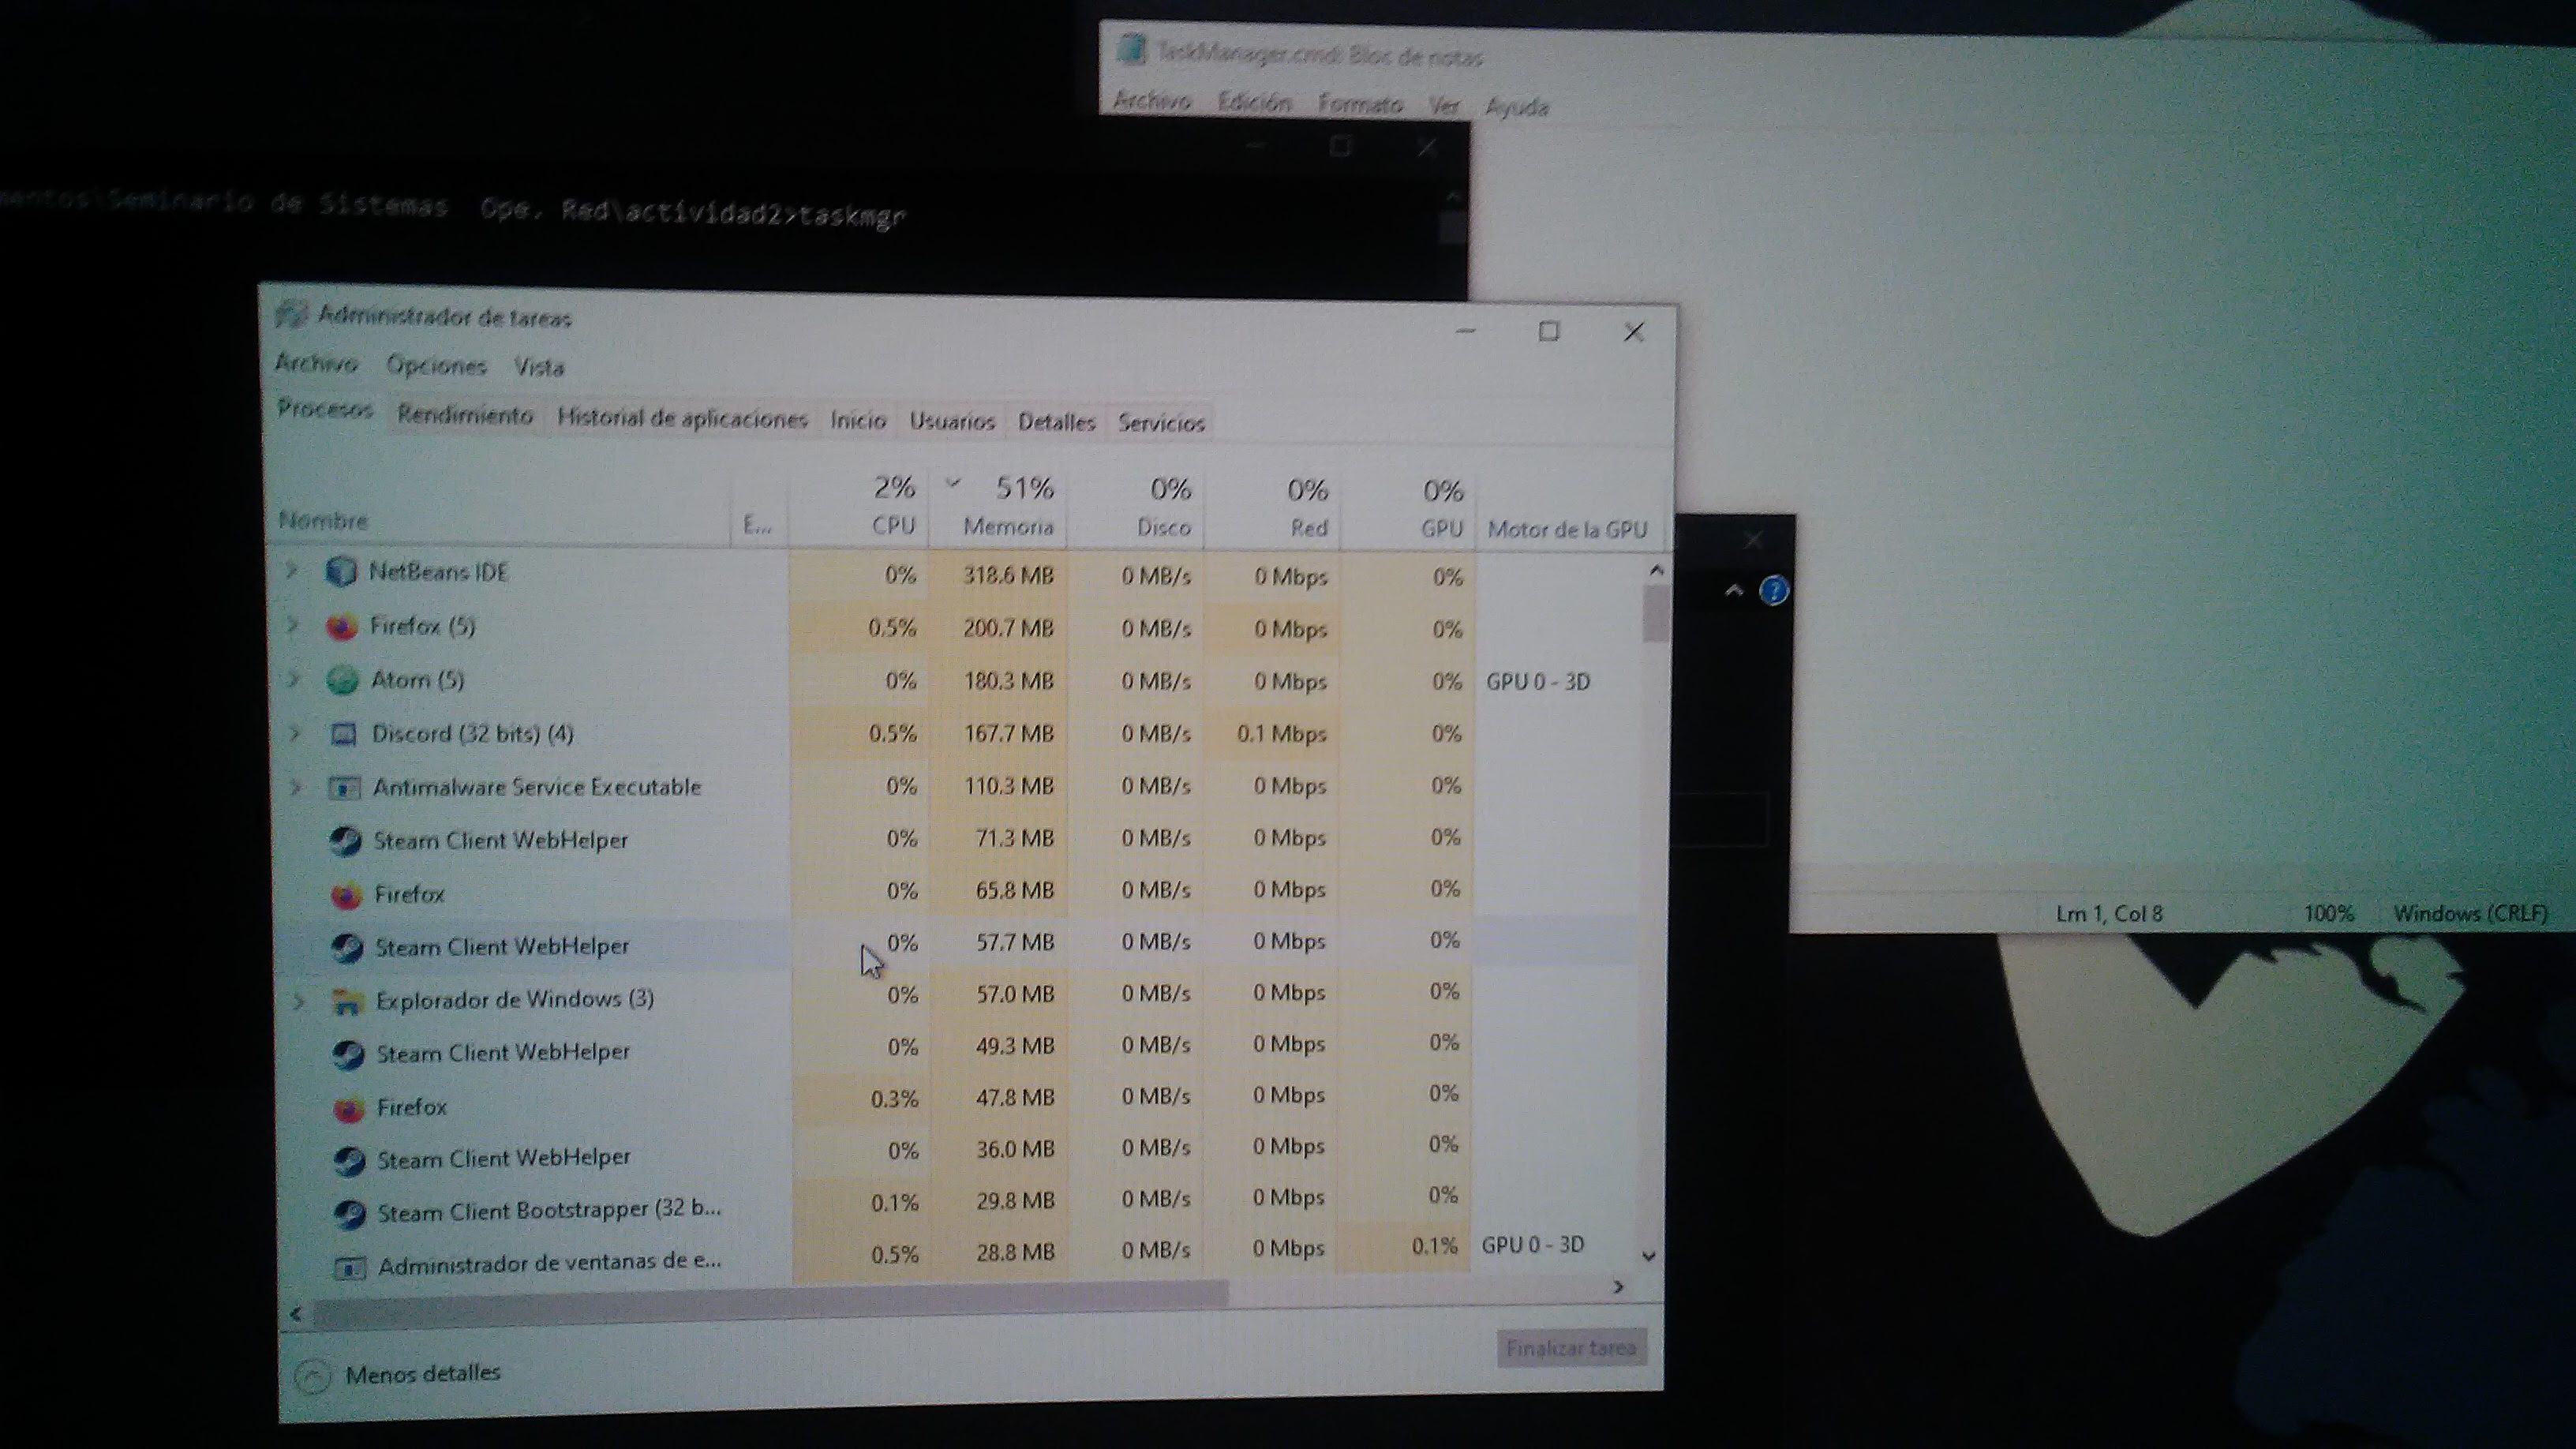 TaskManager.cmd: Bloc de notas
Archivo Edición Formato Ver Ayuda
mentos\Seminario de Sistemas Ope. Red\actividad2>taskmgr
Administrador de tareas
Archivo Opciones Vista
Procesos Rendimiento Historial de aplicaciones Inicio Usuarios Detalles Servicios
2% 51% 0% 0% 0%
Nombre E... CPU Memoria Disco Red GPU Motor de la GPU
NetBeans IDE 0% 318.6 MB 0 MB/s 0 Mbps 0%
Firefox (5) 0.5% 200.7 MB 0 MB/s 0 Mbps 0%
Atom (5) 0% 180.3 MB 0 MB/s 0 Mbps 0% GPU 0 - 3D
Discord (32 bits) (4) 0.5% 167.7 MB 0 MB/s 0.1 Mbps 0%
Antimalware Service Executable 0% 110.3 MB 0 MB/s 0 Mbps 0%
Steam Client WebHelper 0% 71.3 MB 0 MB/s 0 Mbps 0%
Firefox 0% 65.8 MB 0 MB/s 0 Mbps 0%
Steam Client WebHelper 0% 57.7 MB 0 MB/s 0 Mbps 0%
Explorador de Windows (3) 0% 57.0 MB 0 MB/s 0 Mbps 0%
Steam Client WebHelper 0% 49.3 MB 0 MB/s 0 Mbps 0%
Firefox 0.3% 47.8 MB 0 MB/s 0 Mbps 0%
Steam Client WebHelper 0% 36.0 MB 0 MB/s 0 Mbps 0%
Steam Client Bootstrapper (32 b... 0.1% 29.8 MB 0 MB/s 0 Mbps 0%
Administrador de ventanas de e... 0.5% 28.8 MB 0 MB/s 0 Mbps 0.1% GPU 0 - 3D
Menos detalles
Finalizar tarea
Ln 1, Col 8 100% Windows (CRLF)